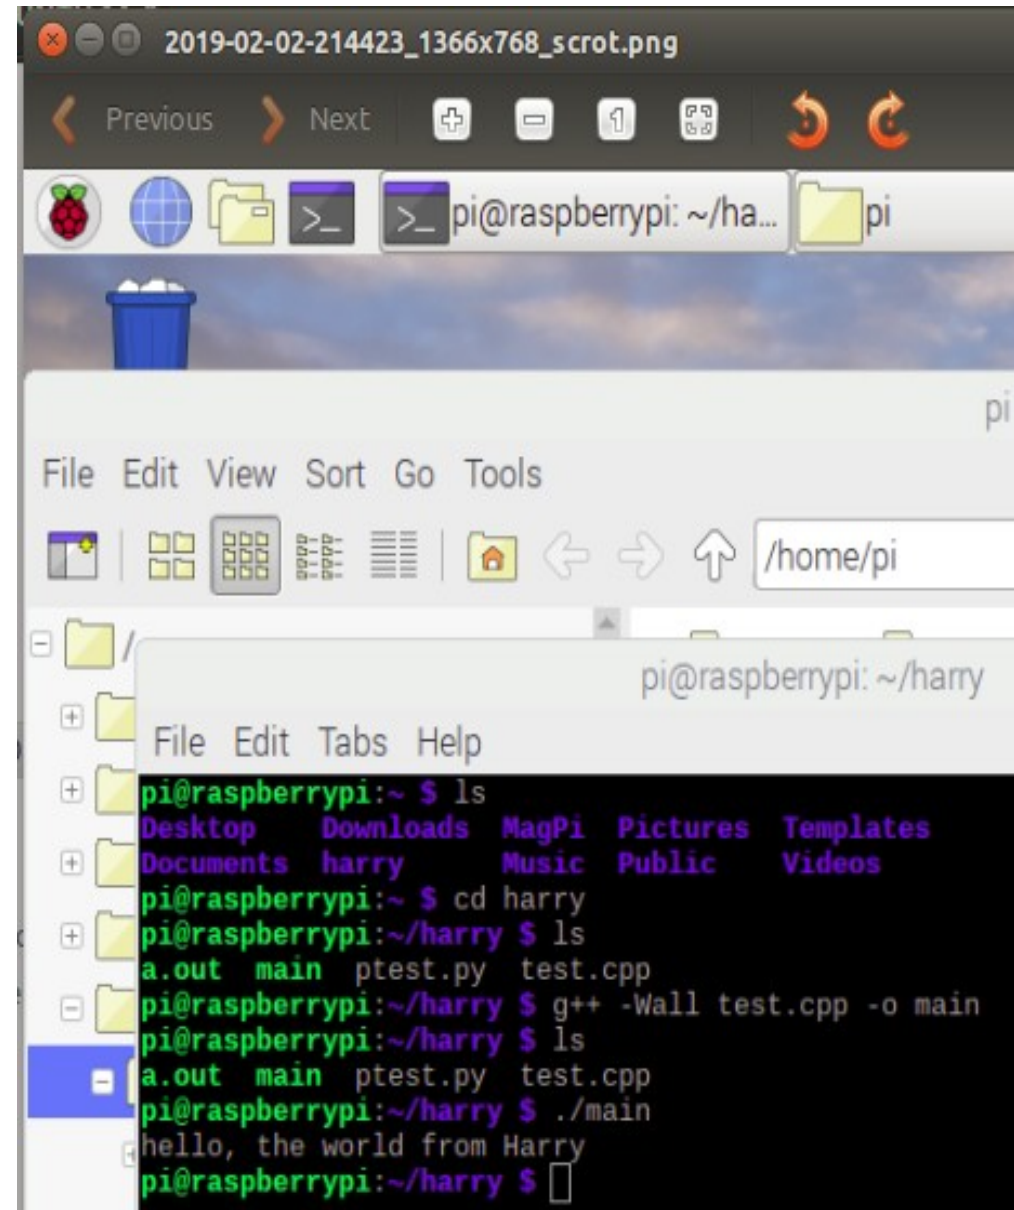 2019-02-02-214423_1366x768_scrot.png
Previous Next 1
pi@raspberrypi: ~/ha... pi
pi
File Edit View Sort Go Tools
/home/pi
/
pi@raspberrypi: ~/harry
File Edit Tabs Help
pi@raspberrypi:~ $ ls
Desktop Downloads MagPi Pictures Templates
Documents harry Music Public Videos
pi@raspberrypi:~ $ cd harry
pi@raspberrypi:~/harry $ ls
a.out main ptest.py test.cpp
pi@raspberrypi:~/harry $ g++ -Wall test.cpp -o main
pi@raspberrypi:~/harry $ ls
a.out main ptest.py test.cpp
pi@raspberrypi:~/harry $ ./main
hello, the world from Harry
pi@raspberrypi:~/harry $